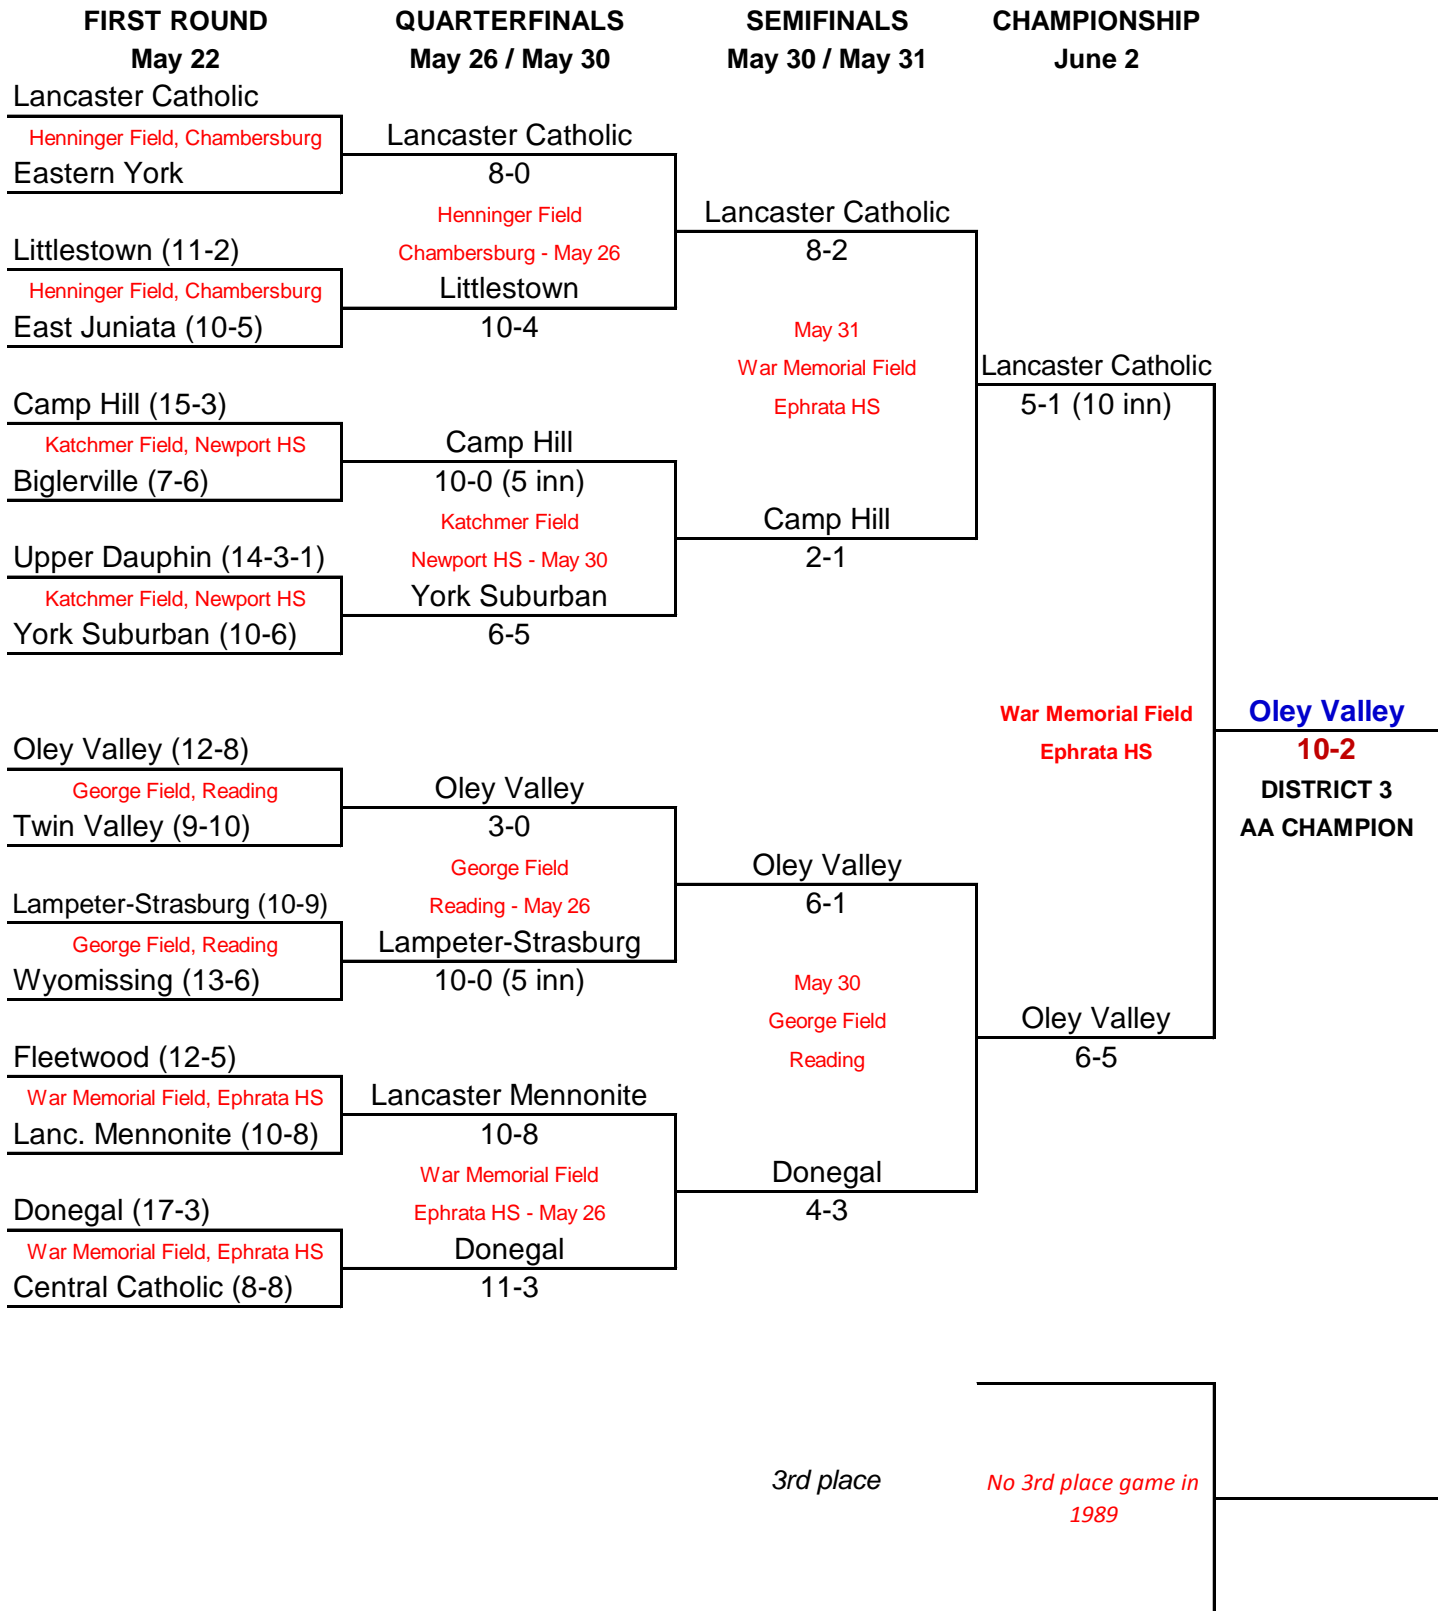 FIRST ROUND
May 22
QUARTERFINALS
May 26 / May 30
SEMIFINALS
May 30 / May 31
CHAMPIONSHIP
June 2
Lancaster Catholic
Henninger Field, Chambersburg
Eastern York
Littlestown (11-2)
Henninger Field, Chambersburg
East Juniata (10-5)
Camp Hill (15-3)
Katchmer Field, Newport HS
Biglerville (7-6)
Upper Dauphin (14-3-1)
Katchmer Field, Newport HS
York Suburban (10-6)
Oley Valley (12-8)
George Field, Reading
Twin Valley (9-10)
Lampeter-Strasburg (10-9)
George Field, Reading
Wyomissing (13-6)
Fleetwood (12-5)
War Memorial Field, Ephrata HS
Lanc. Mennonite (10-8)
Donegal (17-3)
War Memorial Field, Ephrata HS
Central Catholic (8-8)
Lancaster Catholic
8-0
Henninger Field
Chambersburg - May 26
Littlestown
10-4
Camp Hill
10-0 (5 inn)
Katchmer Field
Newport HS - May 30
York Suburban
6-5
Oley Valley
3-0
George Field
Reading - May 26
Lampeter-Strasburg
10-0 (5 inn)
Lancaster Mennonite
10-8
War Memorial Field
Ephrata HS - May 26
Donegal
11-3
Lancaster Catholic
8-2
May 31
War Memorial Field
Ephrata HS
Camp Hill
2-1
Oley Valley
6-1
May 30
George Field
Reading
Donegal
4-3
Lancaster Catholic
5-1 (10 inn)
War Memorial Field
Ephrata HS
Oley Valley
6-5
Oley Valley
10-2
DISTRICT 3
AA CHAMPION
3rd place
No 3rd place game in
1989